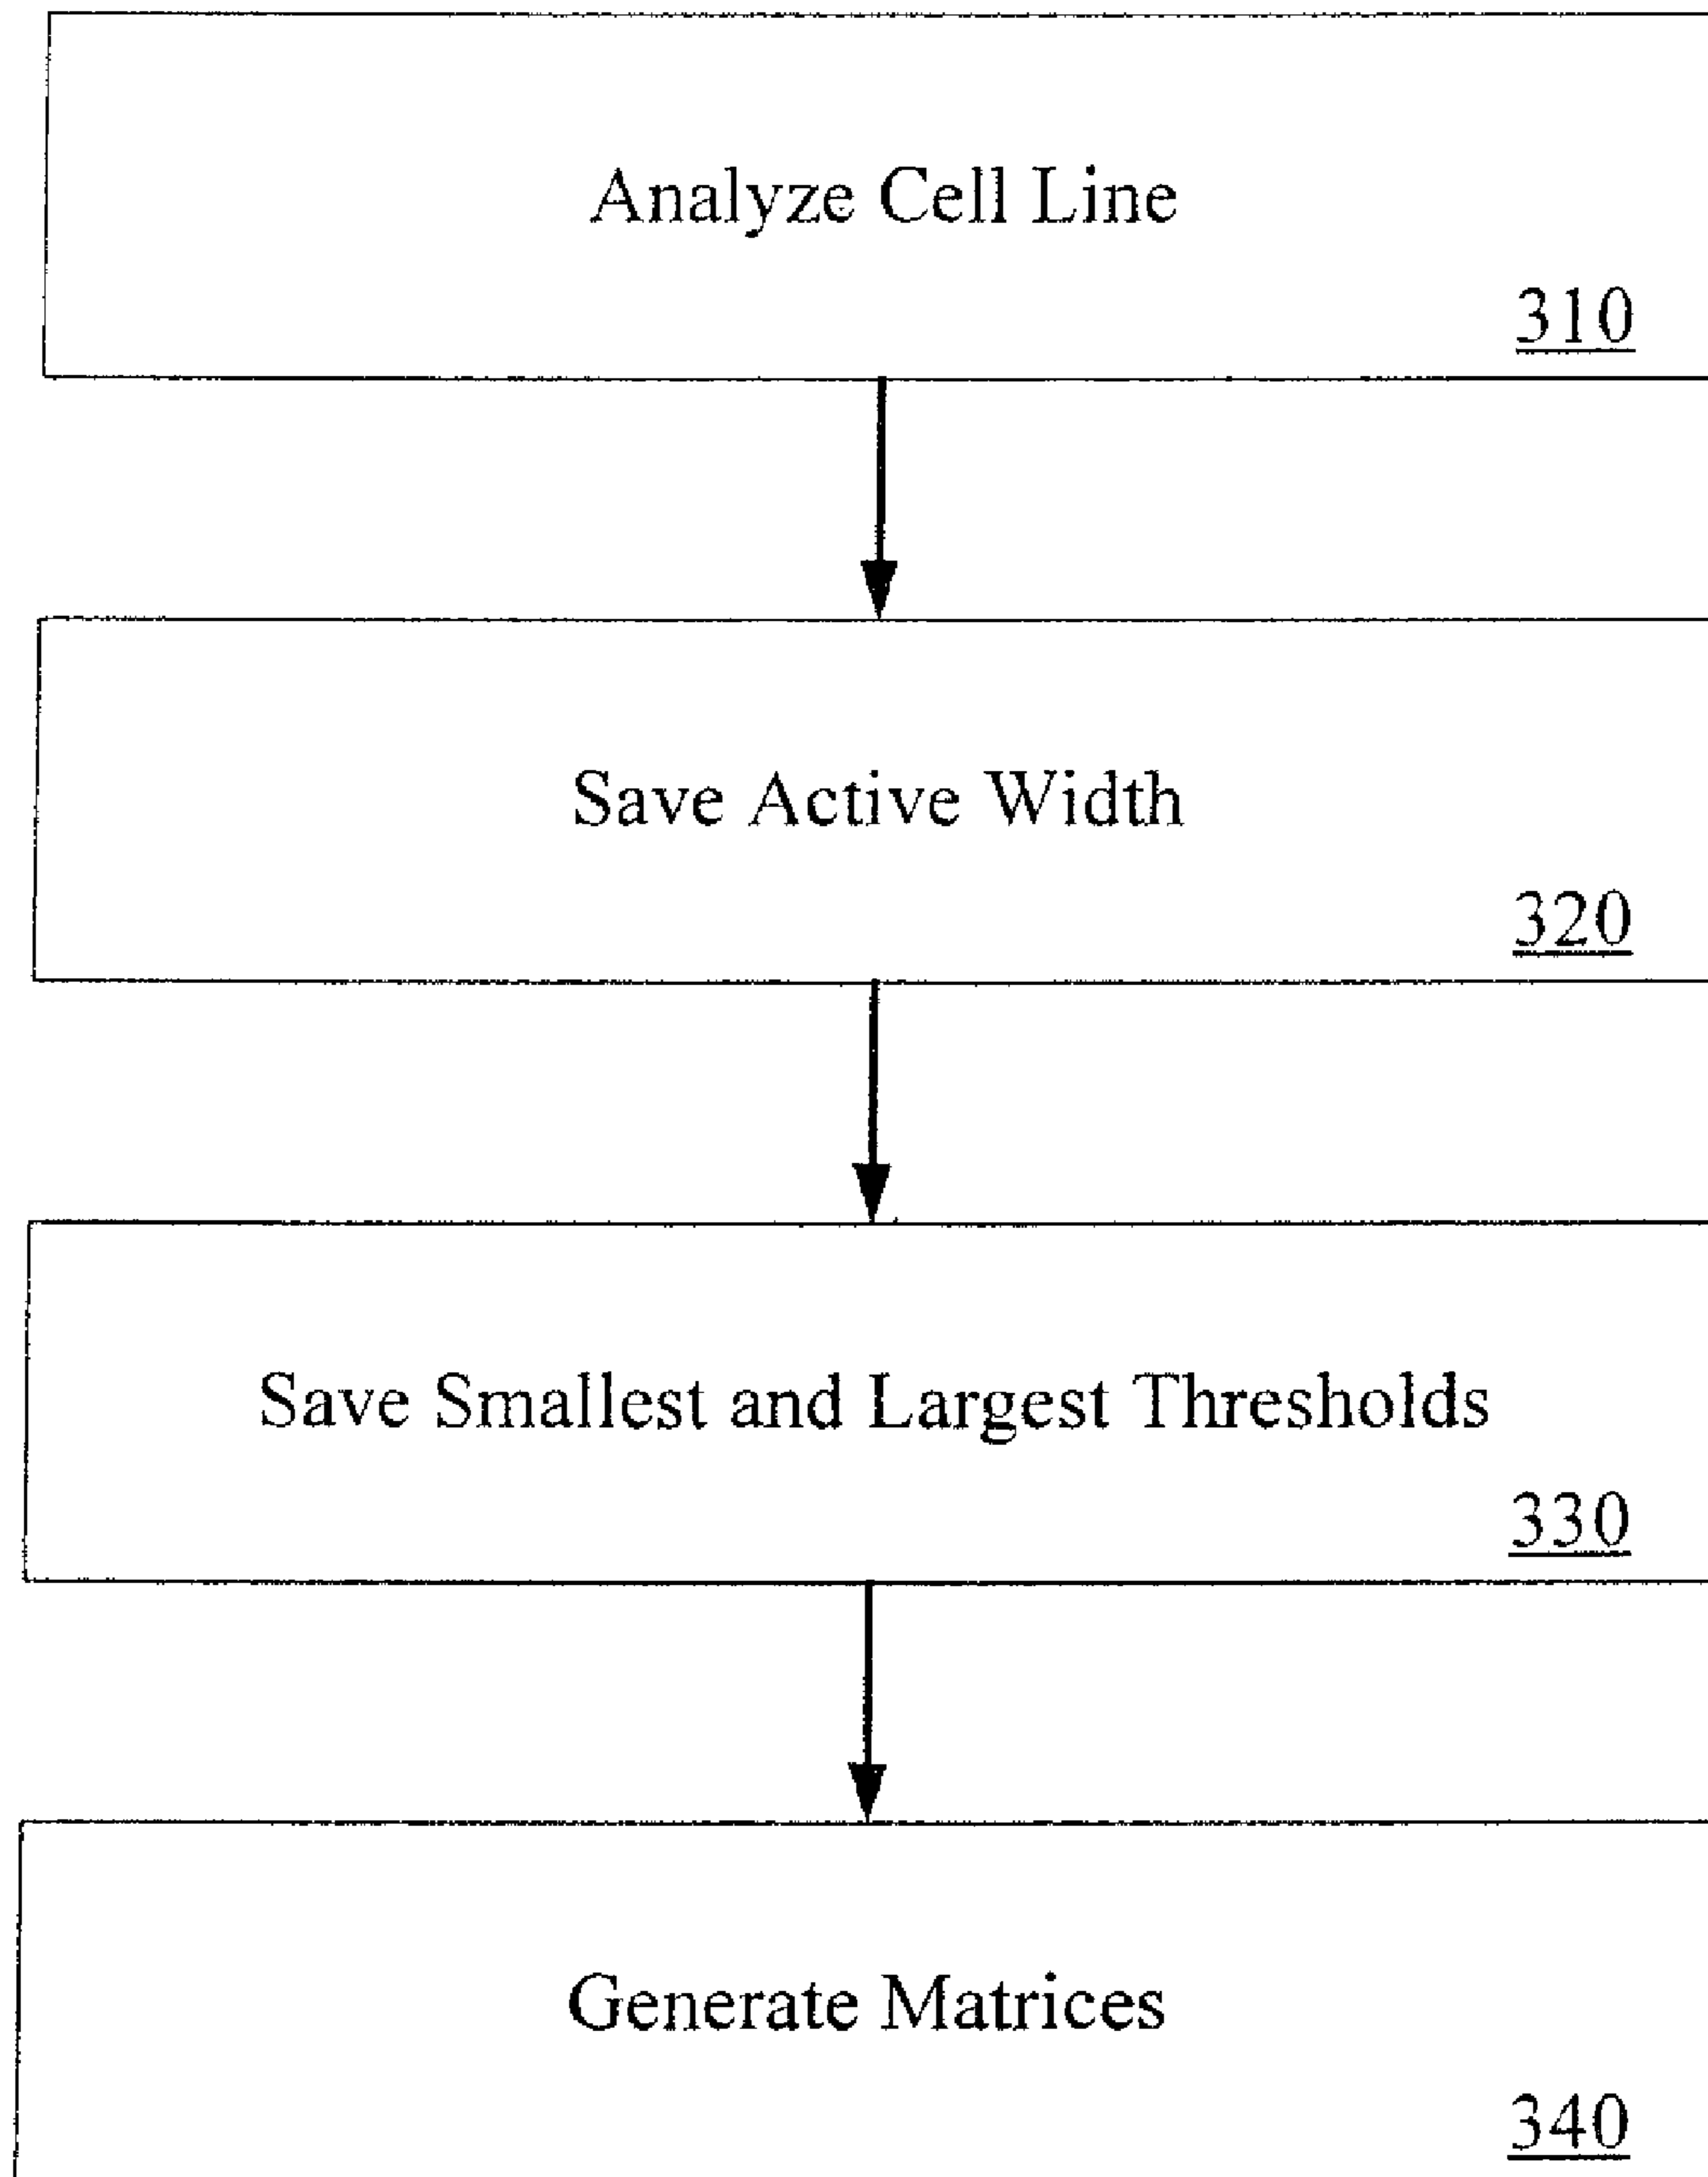 Analyze Cell Line
310
Save Active Width
320
Save Smallest and Largest Thresholds
330
Generate Matrices
340